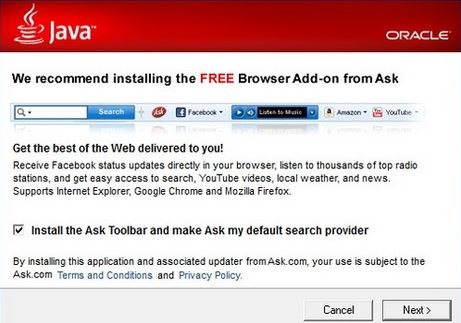 Java™
ORACLE
We recommend installing the FREE Browser Add-on from Ask
Search Ask Facebook Listen to Music Amazon YouTube
Get the best of the Web delivered to you!
Receive Facebook status updates directly in your browser, listen to thousands of top radio
stations, and get easy access to search, YouTube videos, local weather, and news.
Supports Internet Explorer, Google Chrome and Mozilla Firefox.
Install the Ask Toolbar and make Ask my default search provider
By installing this application and associated updater from Ask.com, your use is subject to the
Ask.com Terms and Conditions and Privacy Policy.
Cancel Next >